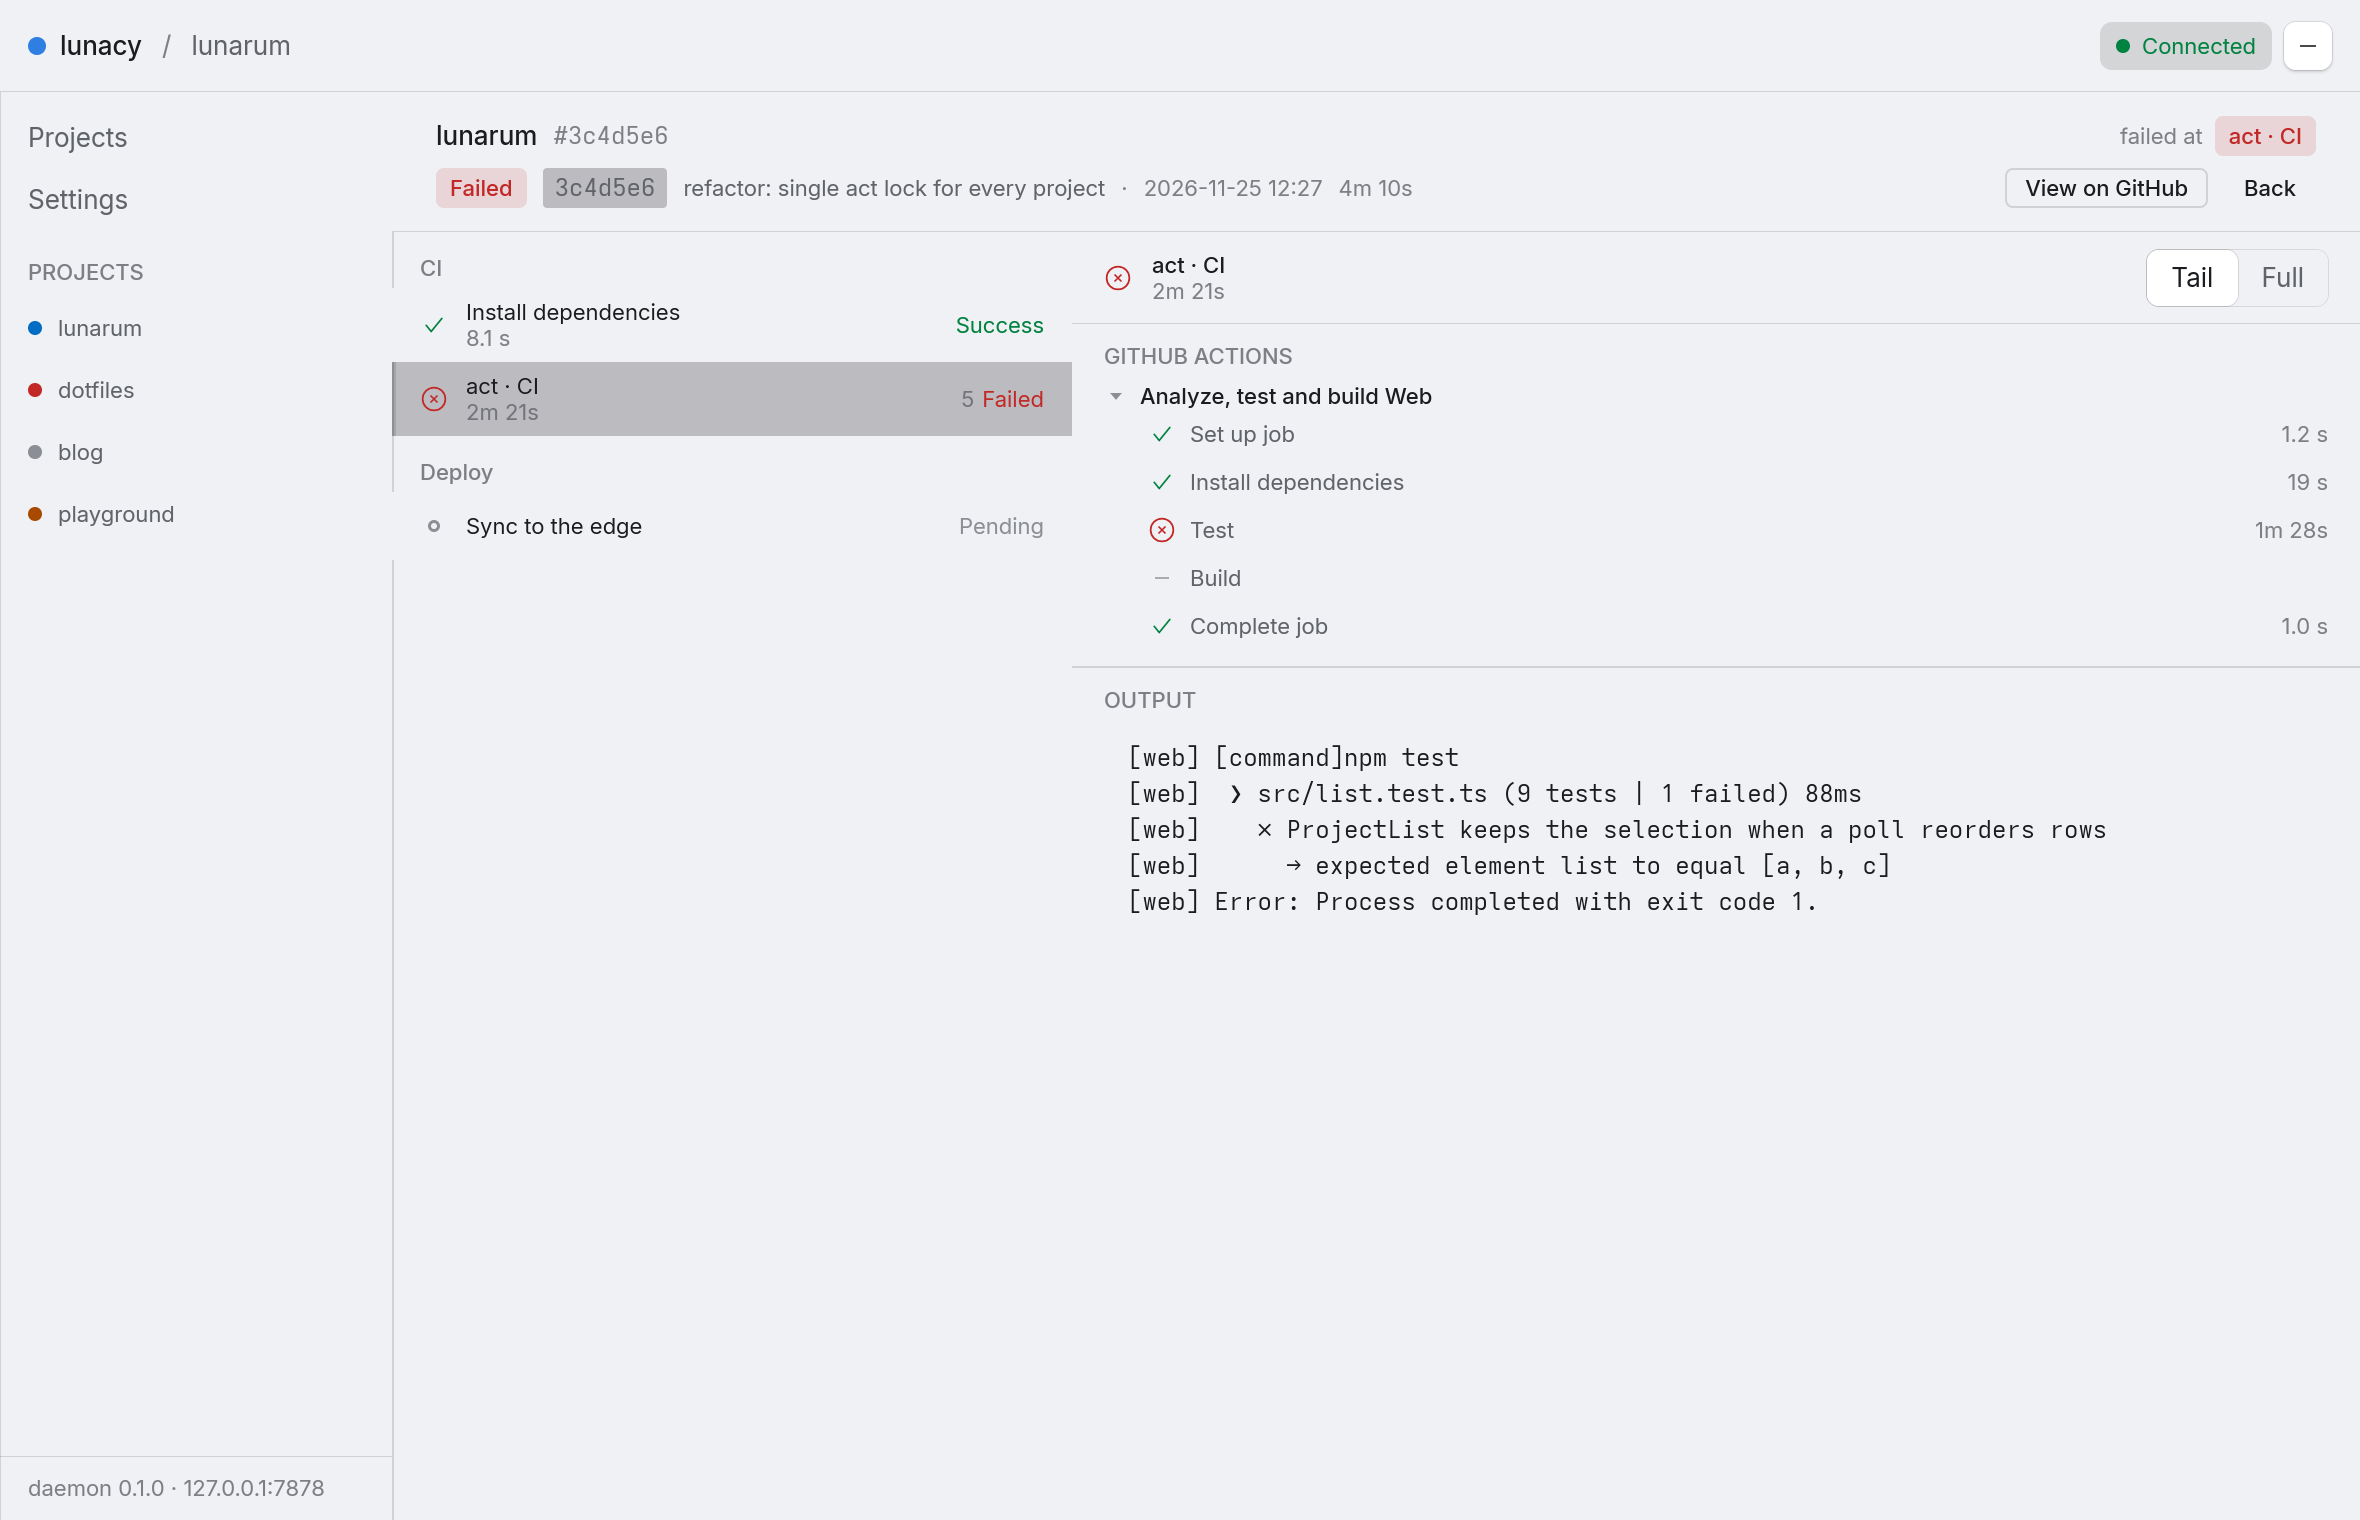 lunacy / lunarum
Connected
Projects
Settings
PROJECTS
lunarum
dotfiles
blog
playground
daemon 0.1.0 · 127.0.0.1:7878
lunarum #3c4d5e6
failed at act · CI
Failed 3c4d5e6 refactor: single act lock for every project · 2026-11-25 12:27 4m 10s
View on GitHub Back
CI
Install dependencies
8.1 s
Success
act · CI
2m 21s
5 Failed
Deploy
Sync to the edge
Pending
act · CI
2m 21s
Tail Full
GITHUB ACTIONS
Analyze, test and build Web
Set up job 1.2 s
Install dependencies 19 s
Test 1m 28s
Build
Complete job 1.0 s
OUTPUT
[web] [command]npm test
[web]  ❯ src/list.test.ts (9 tests | 1 failed) 88ms
[web]    × ProjectList keeps the selection when a poll reorders rows
[web]      → expected element list to equal [a, b, c]
[web] Error: Process completed with exit code 1.